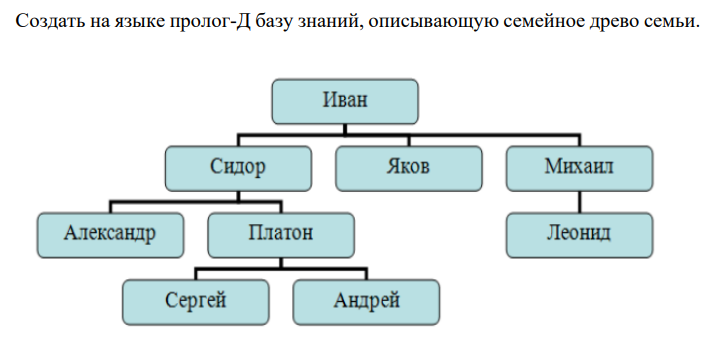 Создать на языке пролог-Д базу знаний, описывающую семейное древо семьи.
Иван
Сидор
Яков
Михаил
Александр
Платон
Леонид
Сергей
Андрей